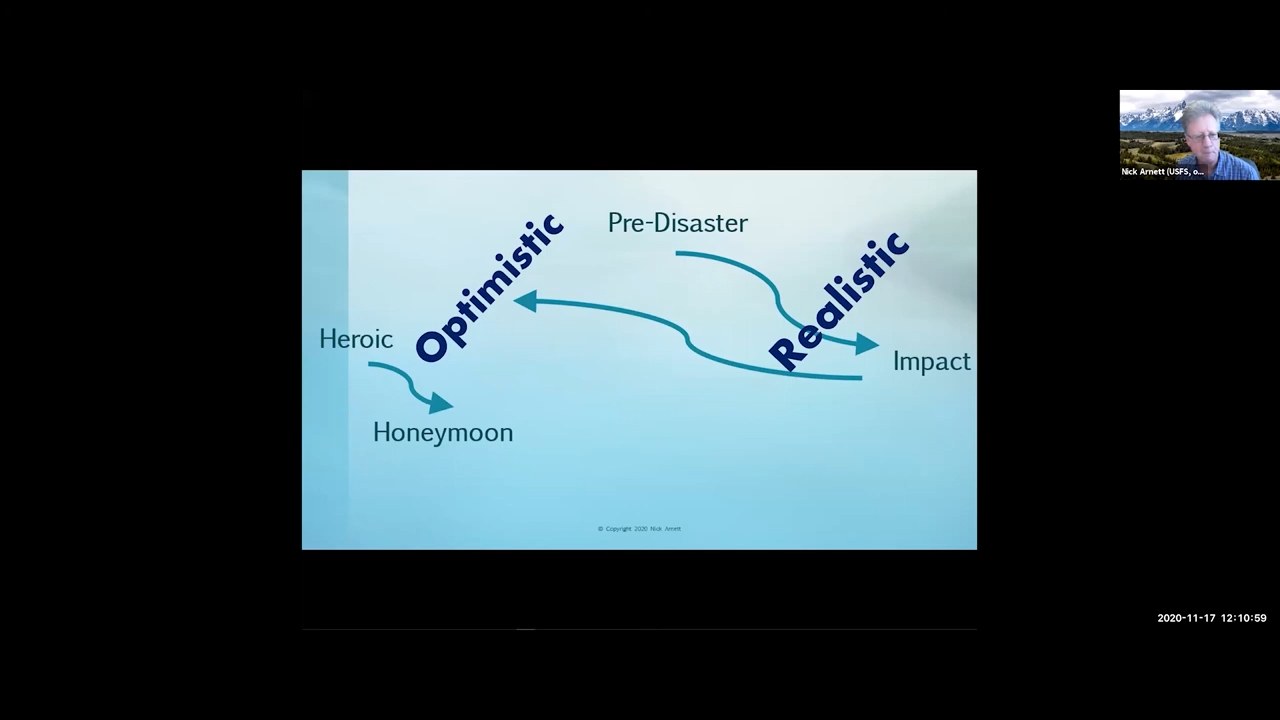 Pre-Disaster
Optimistic
Realistic
Heroic
Impact
Honeymoon
© Copyright 2020 Nick Arnett
Nick Arnett (USFS, o...
2020-11-17 12:10:59